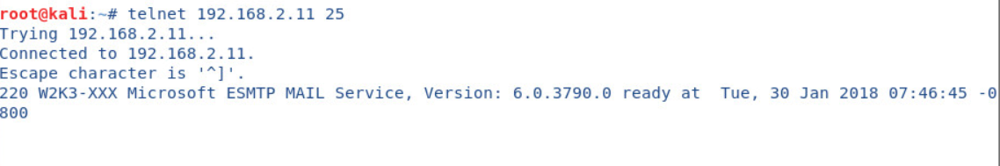 root@kali:~# telnet 192.168.2.11 25
Trying 192.168.2.11...
Connected to 192.168.2.11.
Escape character is '^]'.
220 W2K3-XXX Microsoft ESMTP MAIL Service, Version: 6.0.3790.0 ready at  Tue, 30 Jan 2018 07:46:45 -0
800